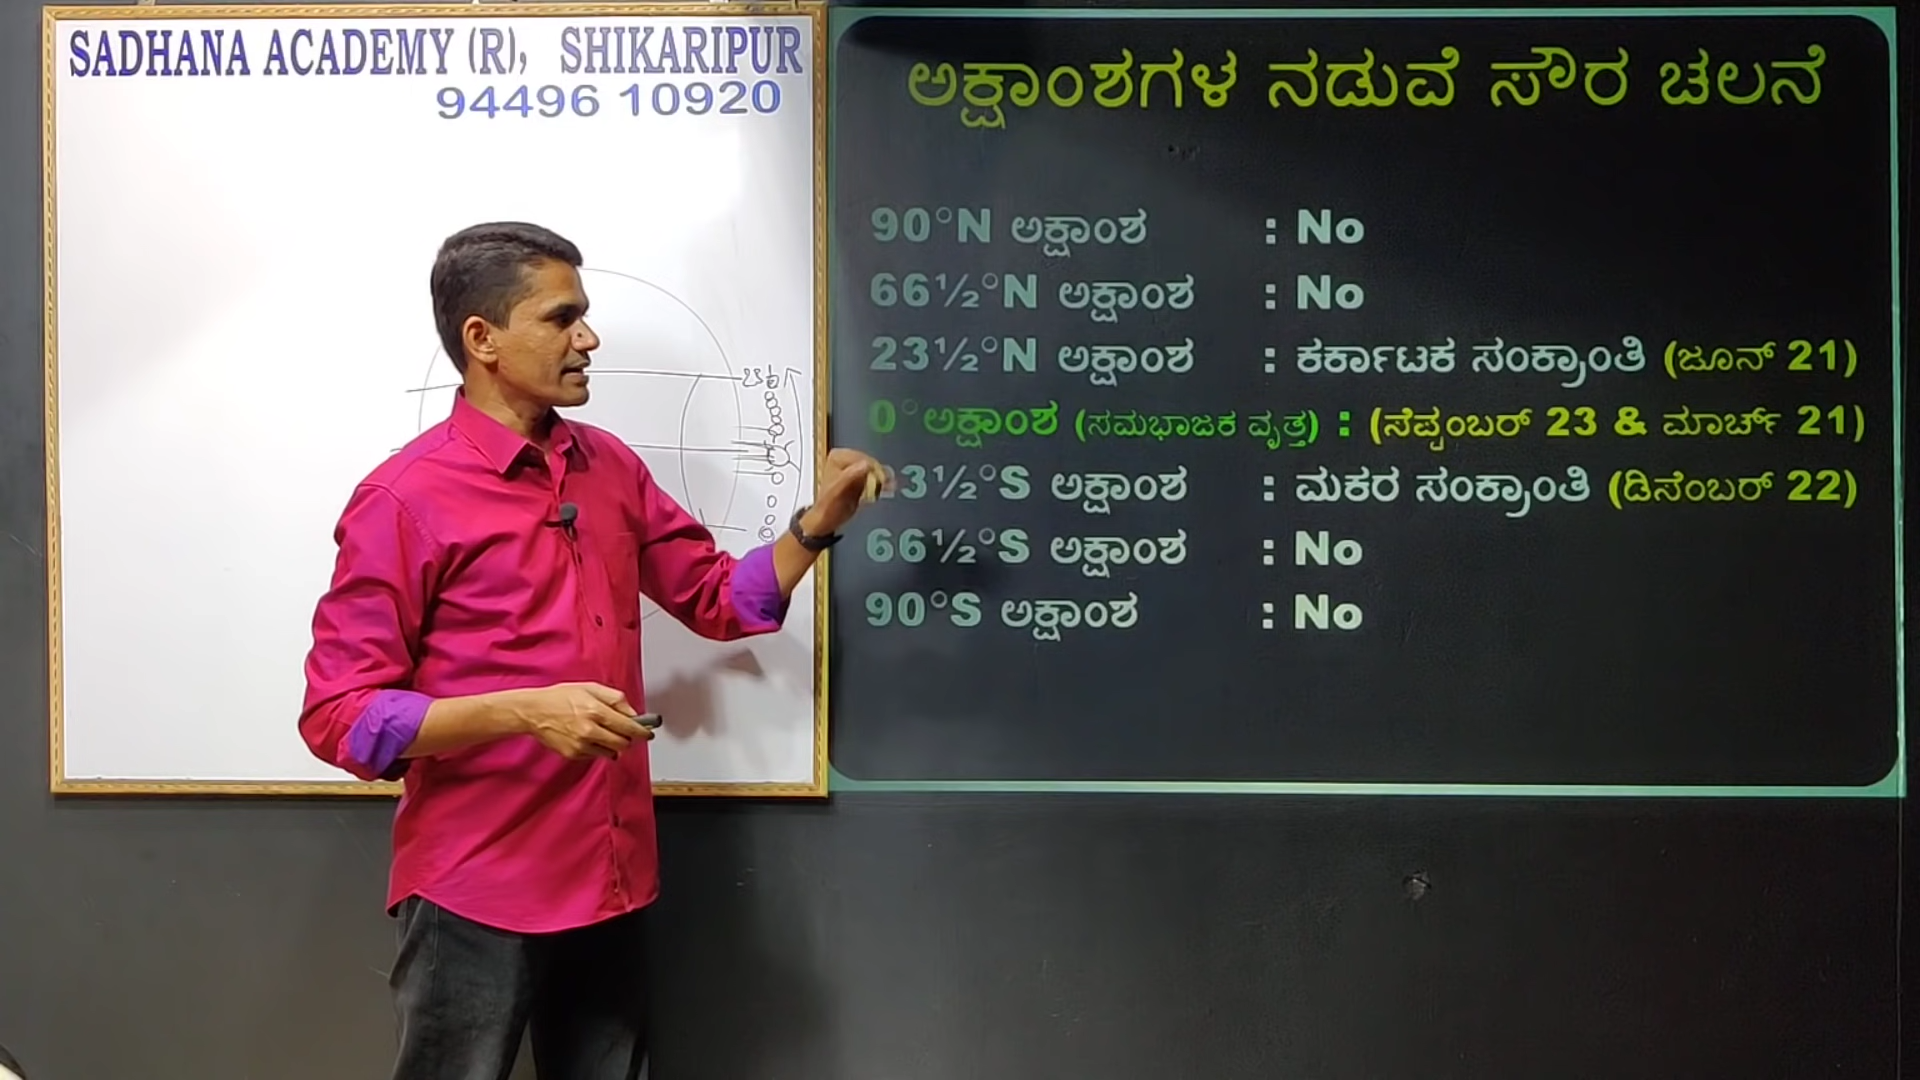 SADHANA ACADEMY (R), SHIKARIPUR
94496 10920
ಅಕ್ಷಾಂಶಗಳ ನಡುವೆ ಸೌರ ಚಲನೆ
90°N ಅಕ್ಷಾಂಶ : No
66½°N ಅಕ್ಷಾಂಶ : No
23½°N ಅಕ್ಷಾಂಶ : ಕರ್ಕಾಟಕ ಸಂಕ್ರಾಂತಿ (ಜೂನ್ 21)
0° ಅಕ್ಷಾಂಶ (ಸಮಭಾಜಕ ವೃತ್ತ) : (ಸೆಪ್ಟಂಬರ್ 23 & ಮಾರ್ಚ್ 21)
23½°S ಅಕ್ಷಾಂಶ : ಮಕರ ಸಂಕ್ರಾಂತಿ (ಡಿಸೆಂಬರ್ 22)
66½°S ಅಕ್ಷಾಂಶ : No
90°S ಅಕ್ಷಾಂಶ : No
23½